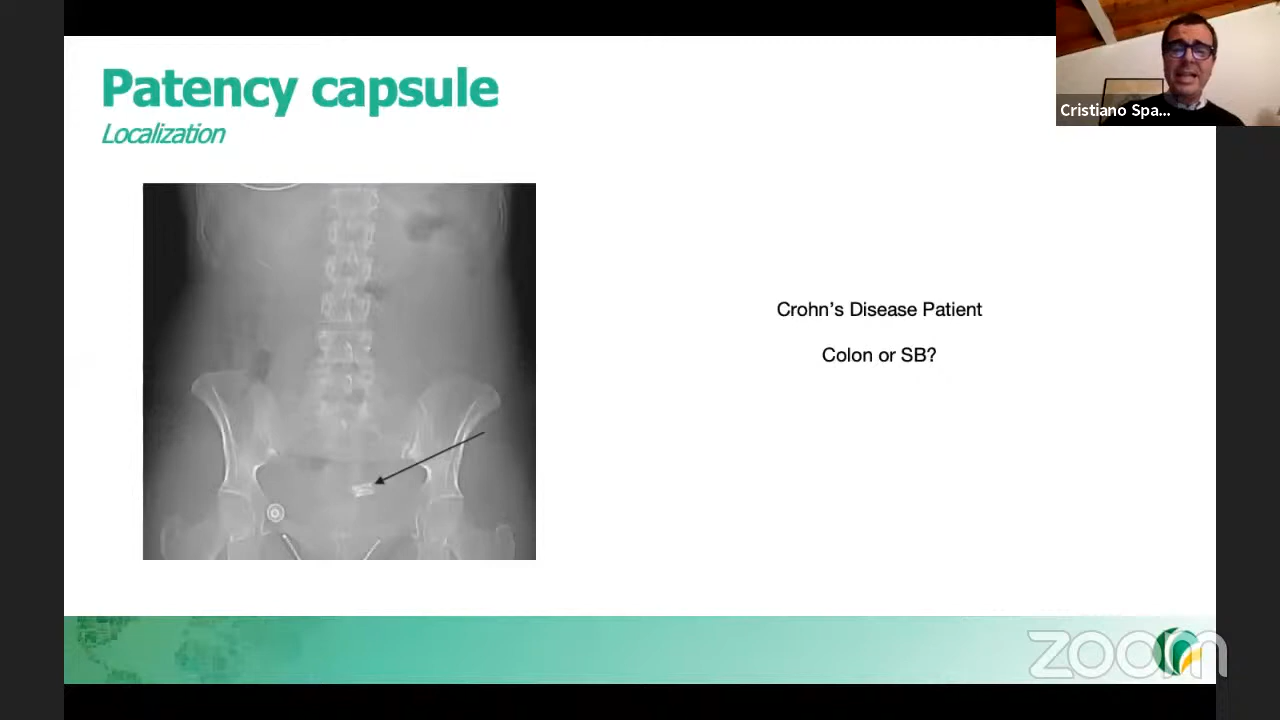 Patency capsule
Localization
Cristiano Spa...
Crohn's Disease Patient
Colon or SB?
zoom